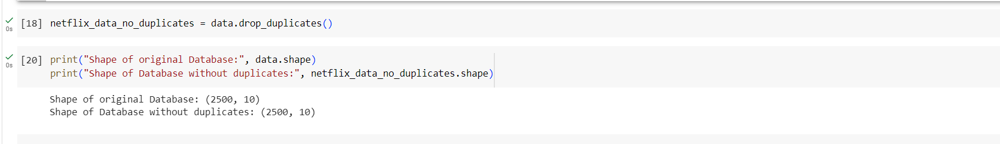 [18] netflix_data_no_duplicates = data.drop_duplicates()
0s
[20] print("Shape of original Database:", data.shape)
0s
print("Shape of Database without duplicates:", netflix_data_no_duplicates.shape)
Shape of original Database: (2500, 10)
Shape of Database without duplicates: (2500, 10)